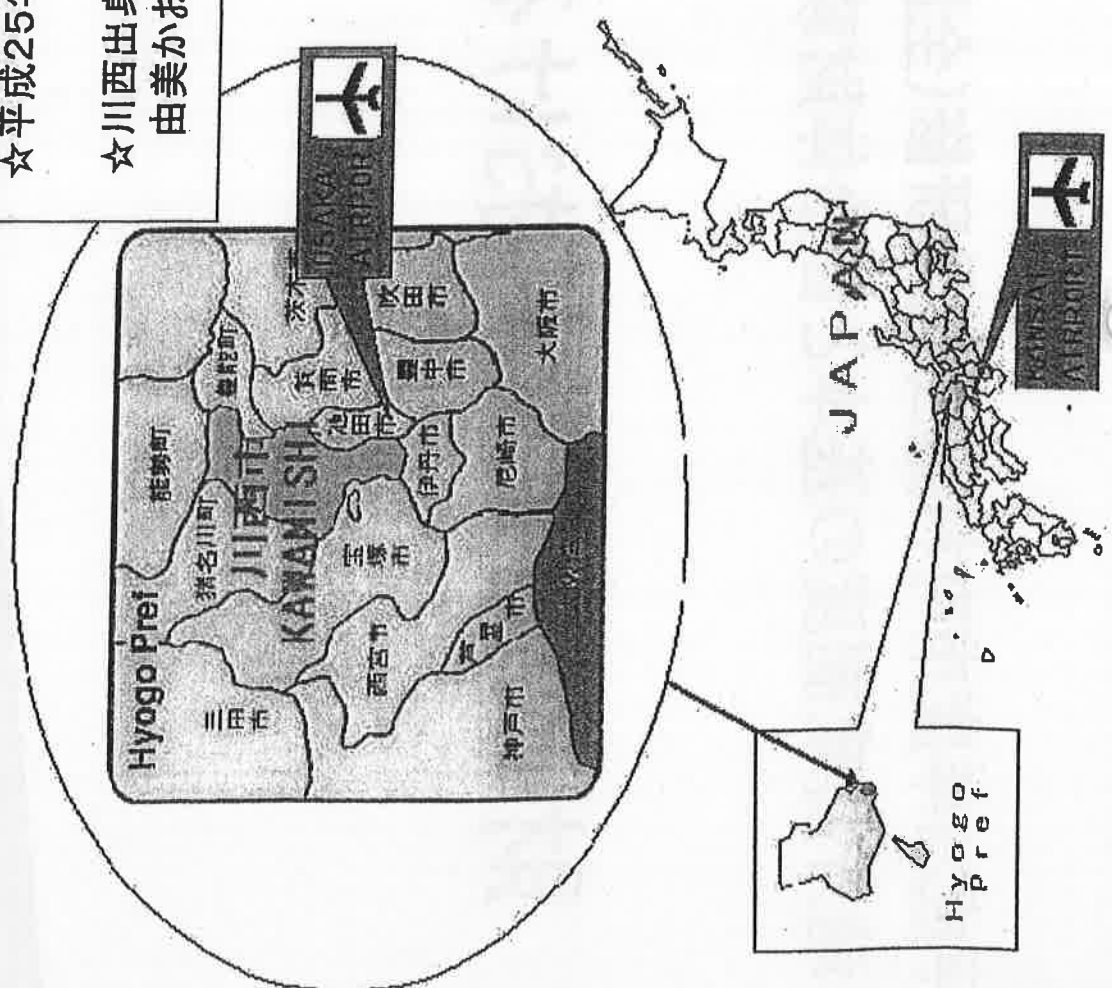 ☆平成25
☆川西出身
由美かお
Hyogo Pref
能勢町
豊能町
猪名川町
茨木
三田市
川西市
KAWANISHI
箕面市
池田市
OSAKA
AIRPOR
吹田市
豊中市
宝塚市
伊丹市
西宮市
尼崎市
大阪市
芦屋市
神戸市
JAPAN
KANSAI
AIRPORT
Hyogo
pref